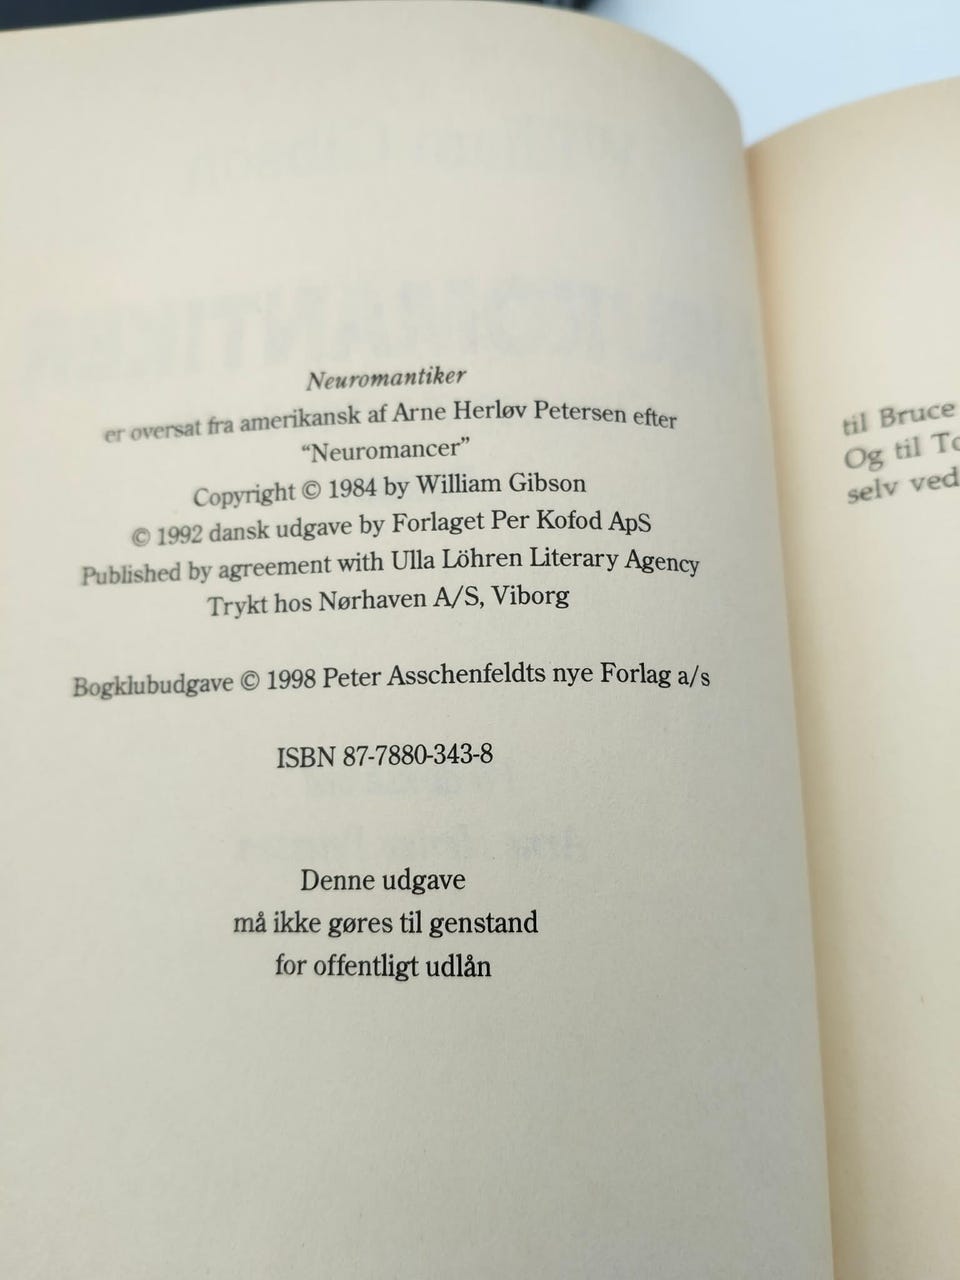 Neuromantiker
er oversat fra amerikansk af Arne Herløv Petersen efter
“Neuromancer”
Copyright © 1984 by William Gibson
© 1992 dansk udgave by Forlaget Per Kofod ApS
Published by agreement with Ulla Löhren Literary Agency
Trykt hos Nørhaven A/S, Viborg
Bogklubudgave © 1998 Peter Asschenfeldts nye Forlag a/s
ISBN 87-7880-343-8
Denne udgave
må ikke gøres til genstand
for offentligt udlån
til Bruce
Og til
selv ved